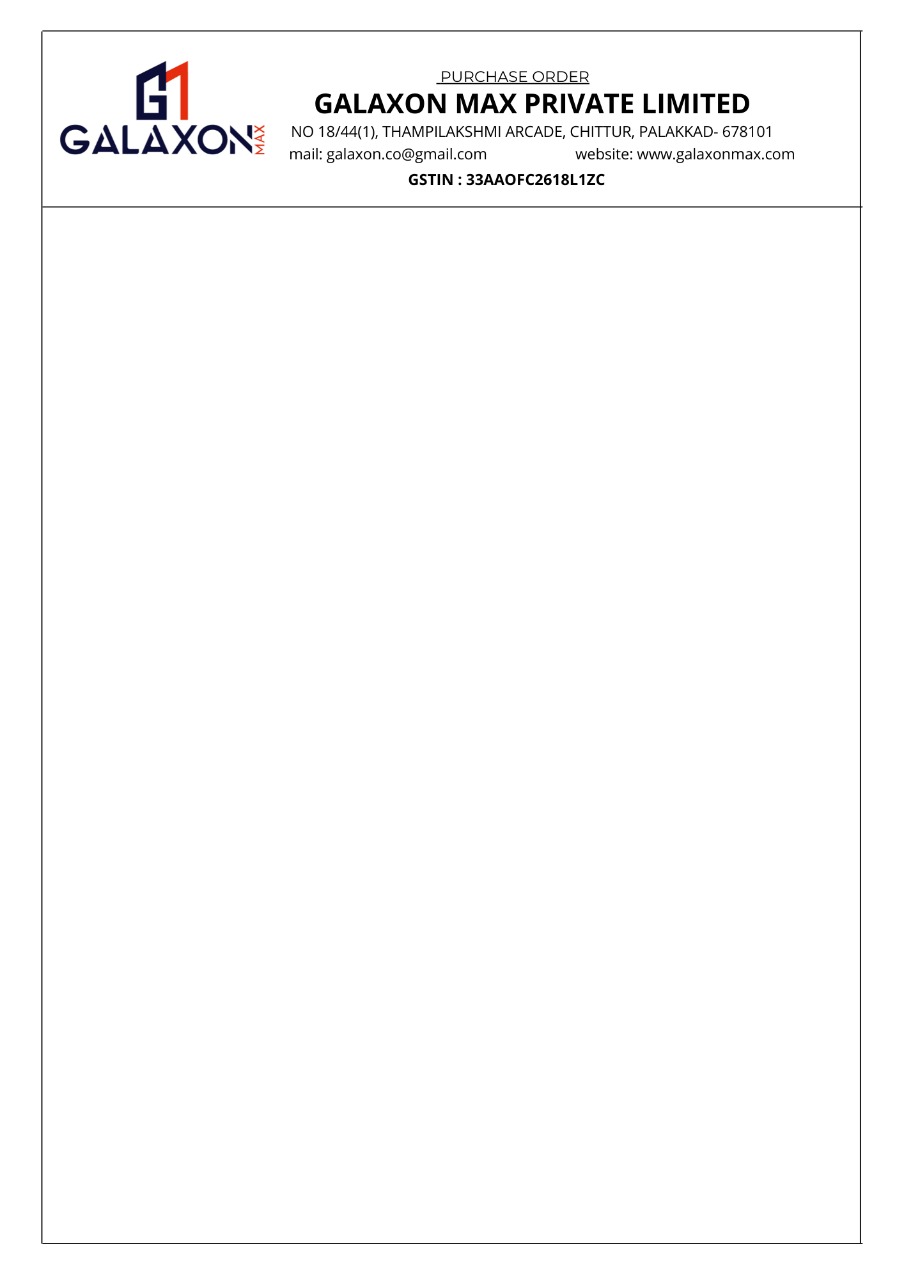 PURCHASE ORDER
GALAXON MAX PRIVATE LIMITED
GALAXON MAX
NO 18/44(1), THAMPILAKSHMI ARCADE, CHITTUR, PALAKKAD- 678101
mail: galaxon.co@gmail.com website: www.galaxonmax.com
GSTIN : 33AAOFC2618L1ZC